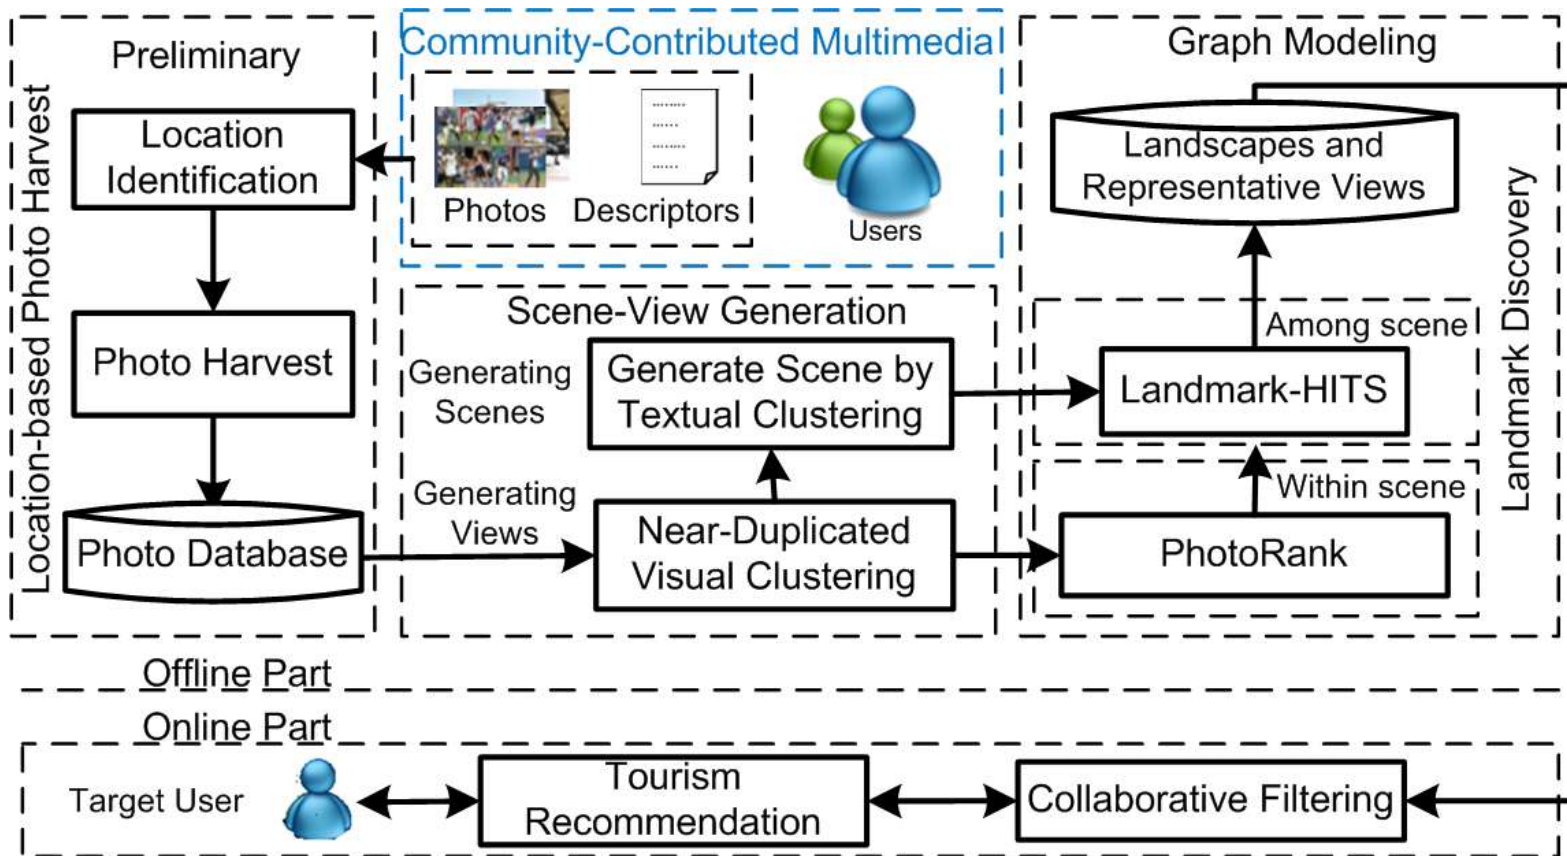 Preliminary
Location-based Photo Harvest
Location
Identification
Photo Harvest
Photo Database
Community-Contributed Multimedia
Photos
Descriptors
Users
Scene-View Generation
Generating
Scenes
Generate Scene by
Textual Clustering
Generating
Views
Near-Duplicated
Visual Clustering
Graph Modeling
Landscapes and
Representative Views
Landmark Discovery
Among scene
Landmark-HITS
Within scene
PhotoRank
Offline Part
Online Part
Target User
Tourism
Recommendation
Collaborative Filtering